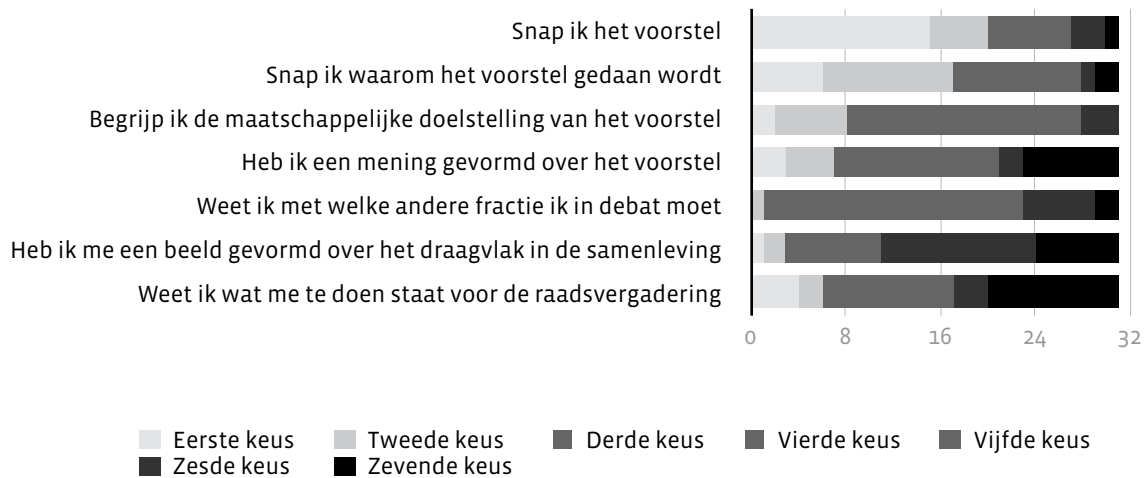 Snap ik het voorstel
Snap ik waarom het voorstel gedaan wordt
Begrijp ik de maatschappelijke doelstelling van het voorstel
Heb ik een mening gevormd over het voorstel
Weet ik met welke andere fractie ik in debat moet
Heb ik me een beeld gevormd over het draagvlak in de samenleving
Weet ik wat me te doen staat voor de raadsvergadering
0 8 16 24 32
Eerste keus Tweede keus Derde keus Vierde keus Vijfde keus
Zesde keus Zevende keus